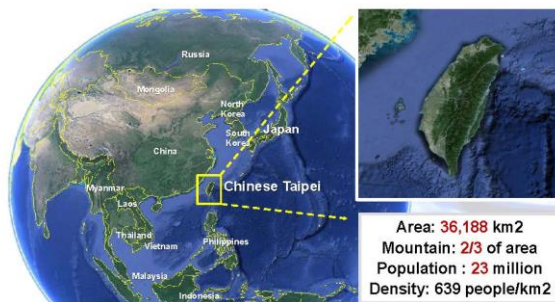 Russia
Mongolia
North
Korea
South
Korea
Japan
China
Chinese Taipei
Myanmar
Laos
Thailand
Vietnam
Philippines
Malaysia
Indonesia
Area: 36,188 km2
Mountain: 2/3 of area
Population : 23 million
Density: 639 people/km2